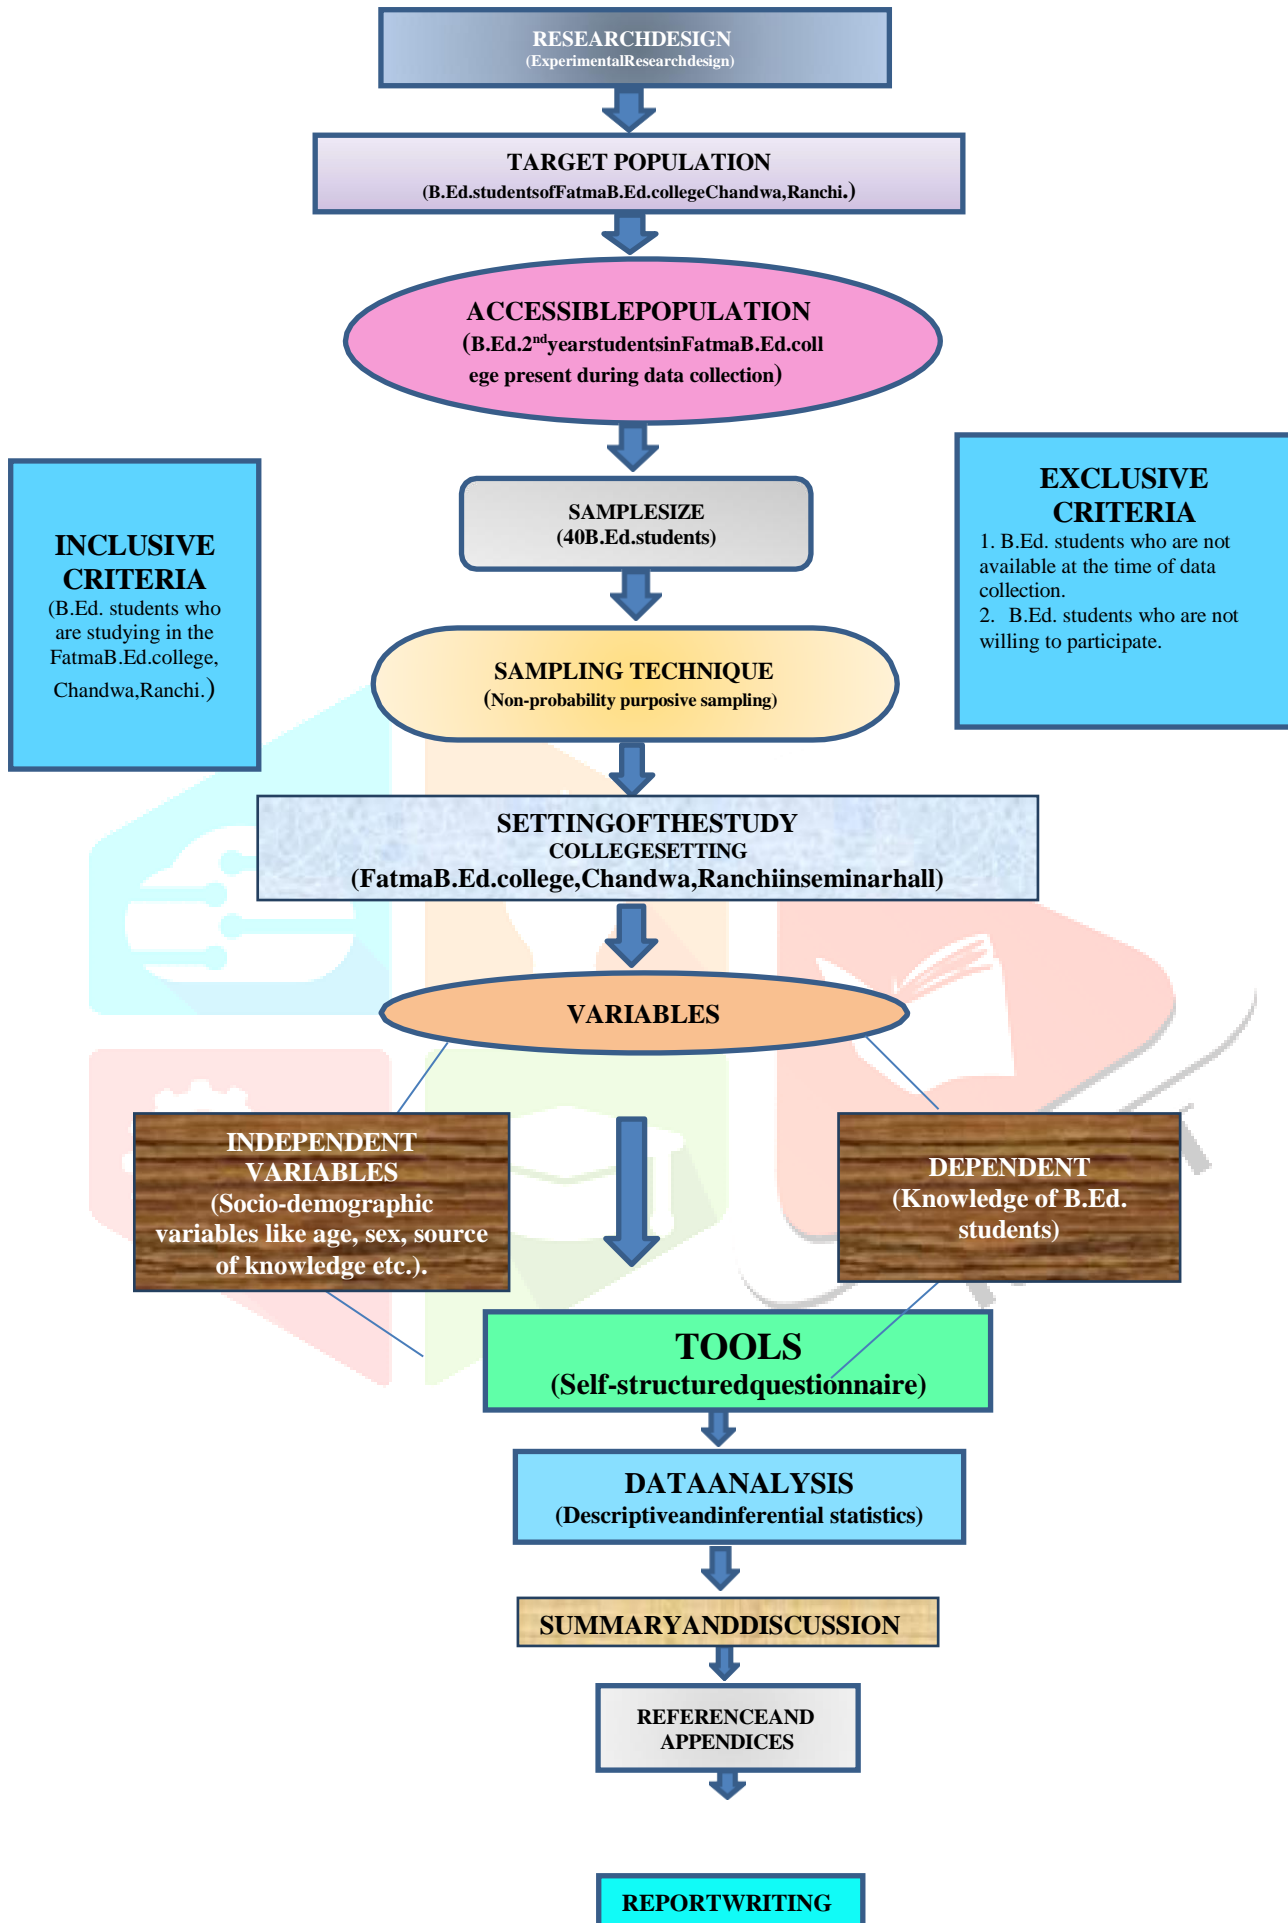 RESEARCHDESIGN
(ExperimentalResearchdesign)
TARGET POPULATION
(B.Ed.studentsofFatmaB.Ed.collegeChandwa,Ranchi.)
ACCESSIBLEPOPULATION
(B.Ed.2ndyearstudentsinFatmaB.Ed.coll
ege present during data collection)
SAMPLESIZE
(40B.Ed.students)
INCLUSIVE
CRITERIA
(B.Ed. students who
are studying in the
FatmaB.Ed.college,
Chandwa,Ranchi.)
EXCLUSIVE
CRITERIA
1. B.Ed. students who are not
available at the time of data
collection.
2. B.Ed. students who are not
willing to participate.
SAMPLING TECHNIQUE
(Non-probability purposive sampling)
SETTINGOFTHESTUDY
COLLEGESETTING
(FatmaB.Ed.college,Chandwa,Ranchiinseminarhall)
VARIABLES
INDEPENDENT
VARIABLES
(Socio-demographic
variables like age, sex, source
of knowledge etc.).
DEPENDENT
(Knowledge of B.Ed.
students)
TOOLS
(Self-structuredquestionnaire)
DATAANALYSIS
(Descriptiveandinferential statistics)
SUMMARYANDDISCUSSION
REFERENCEAND
APPENDICES
REPORTWRITING